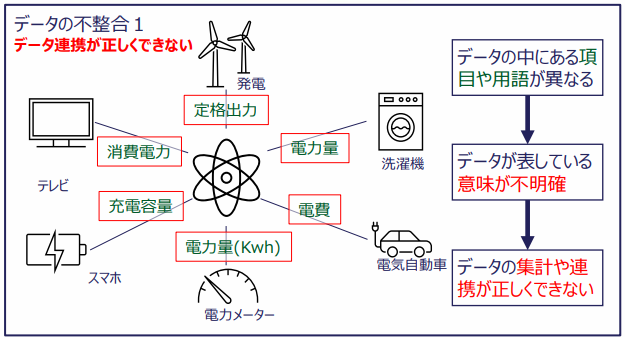 データの不整合1
データ連携が正しくできない
発電
定格出力
消費電力
テレビ
電力量
洗濯機
充電容量
スマホ
電費
電気自動車
電力量(Kwh)
電力メーター
データの中にある項
目や用語が異なる
データが表している
意味が不明確
データの集計や連
携が正しくできない